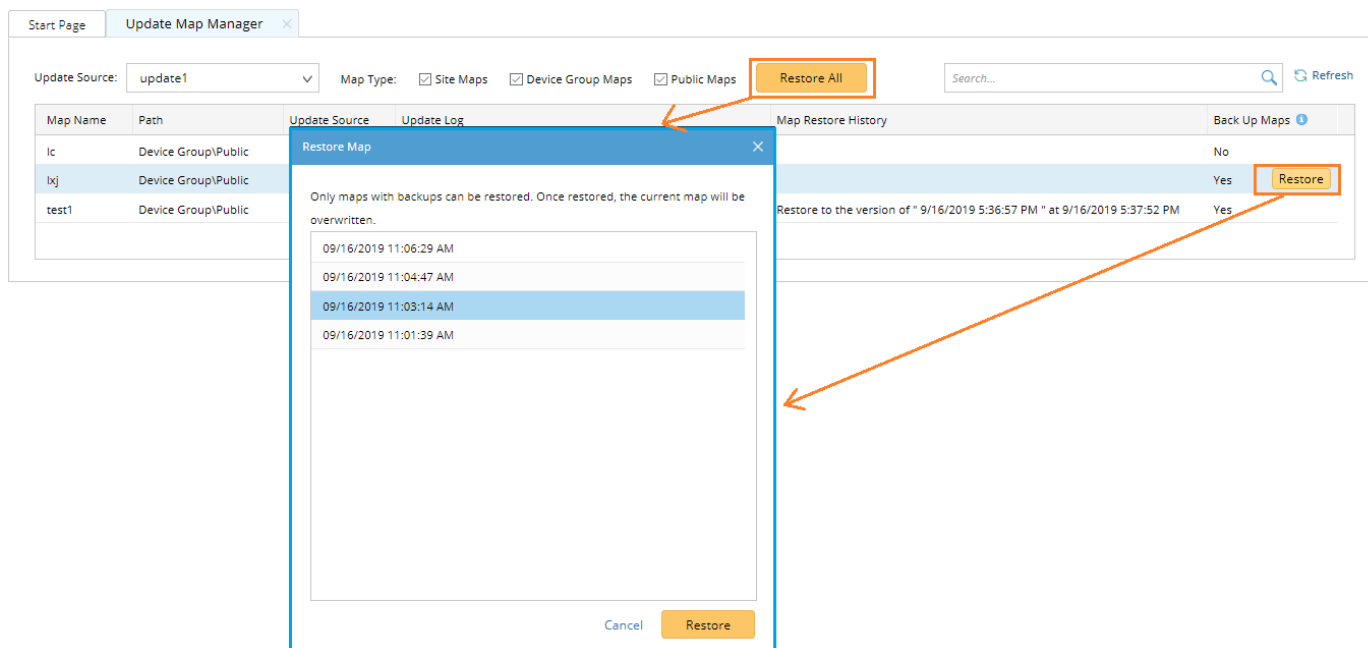 Start Page Update Map Manager
Update Source: update1 Map Type: Site Maps Device Group Maps Public Maps Restore All Search... Refresh
Map Name Path Update Source Update Log Map Restore History Back Up Maps
lc Device Group\Public No
lxj Device Group\Public Yes Restore
test1 Device Group\Public Restore to the version of " 9/16/2019 5:36:57 PM " at 9/16/2019 5:37:52 PM Yes
Restore Map
Only maps with backups can be restored. Once restored, the current map will be
overwritten.
09/16/2019 11:06:29 AM
09/16/2019 11:04:47 AM
09/16/2019 11:03:14 AM
09/16/2019 11:01:39 AM
Cancel Restore